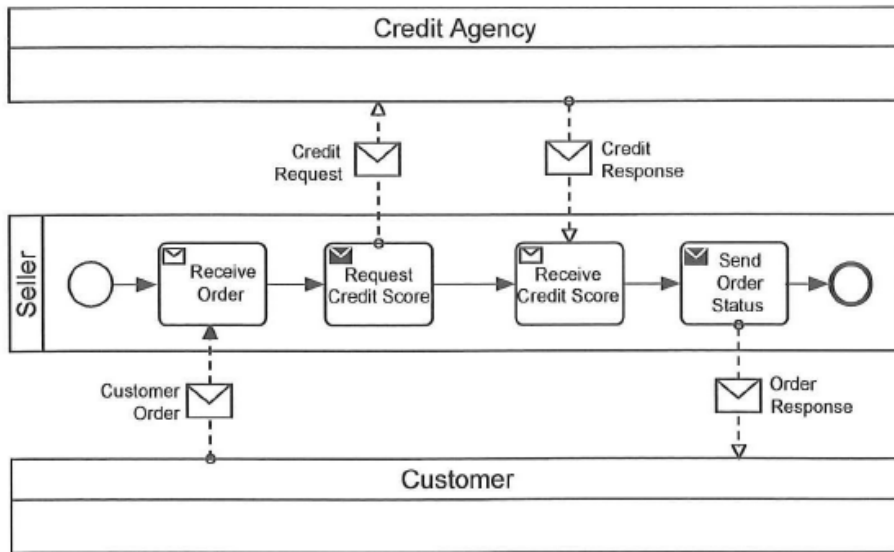 Credit Agency
Credit
Request
Credit
Response
Seller
Receive
Order
Request
Credit Score
Receive
Credit Score
Send
Order
Status
Customer
Order
Order
Response
Customer